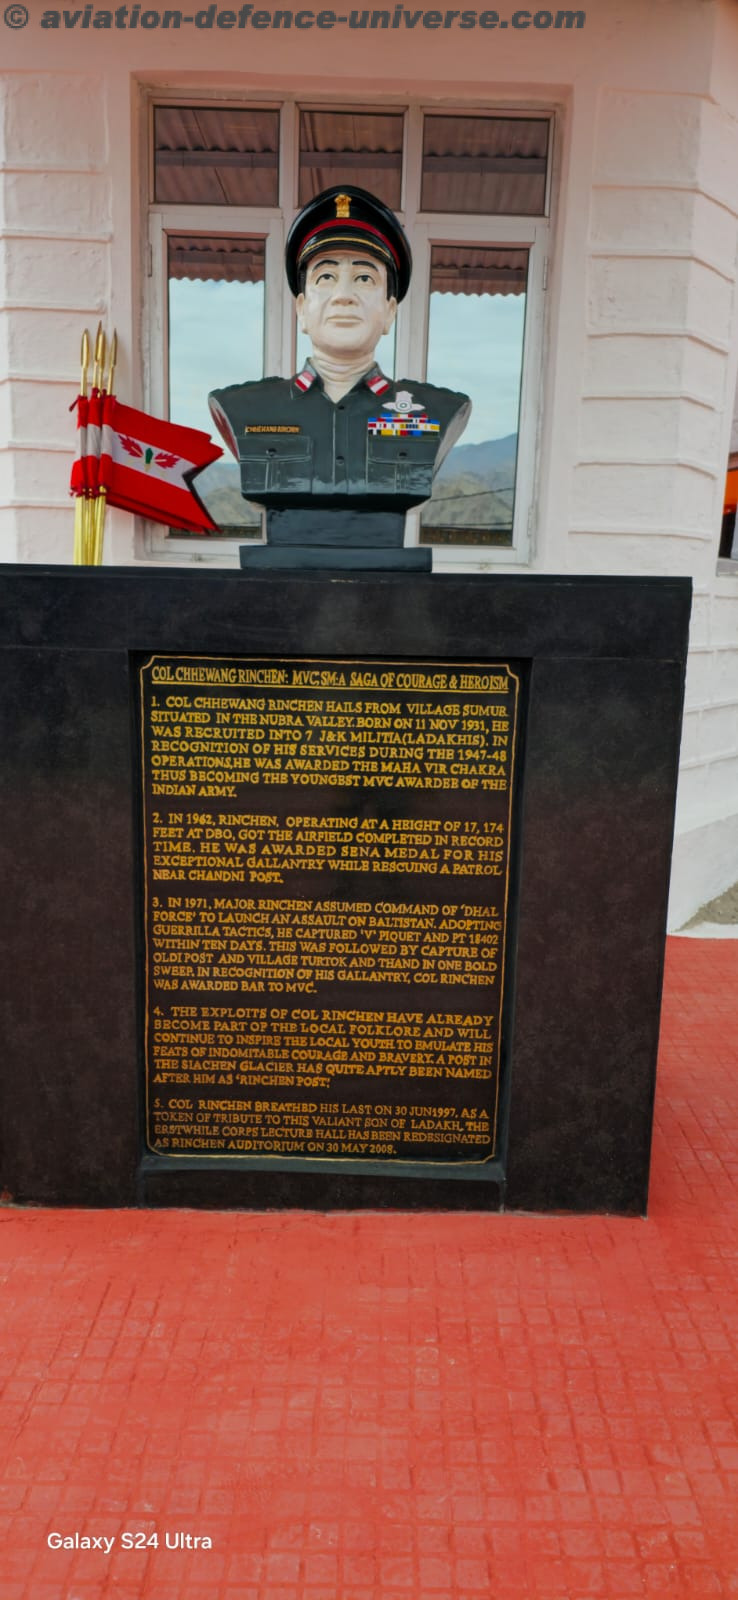 © aviation-defence-universe.com
CHHEWANG RINCHEN
COL CHHEWANG RINCHEN: MVC, SM:A SAGA OF COURAGE & HEROISM
1. COL CHHEWANG RINCHEN HAILS FROM VILLAGE SUMUR
SITUATED IN THE NUBRA VALLEY. BORN ON 11 NOV 1931, HE
WAS RECRUITED INTO 7 J&K MILITIA(LADAKHIS). IN
RECOGNITION OF HIS SERVICES DURING THE 1947-48
OPERATIONS,HE WAS AWARDED THE MAHA VIR CHAKRA
THUS BECOMING THE YOUNGEST MVC AWARDEE OF THE
INDIAN ARMY.
2. IN 1962, RINCHEN, OPERATING AT A HEIGHT OF 17, 174
FEET AT DBO, GOT THE AIRFIELD COMPLETED IN RECORD
TIME. HE WAS AWARDED SENA MEDAL FOR HIS
EXCEPTIONAL GALLANTRY WHILE RESCUING A PATROL
NEAR CHANDNI POST.
3. IN 1971, MAJOR RINCHEN ASSUMED COMMAND OF 'DHAL
FORCE' TO LAUNCH AN ASSAULT ON BALTISTAN. ADOPTING
GUERRILLA TACTICS, HE CAPTURED 'V' PIQUET AND PT 18402
WITHIN TEN DAYS. THIS WAS FOLLOWED BY CAPTURE OF
OLDI POST AND VILLAGE TURTOK AND THAND IN ONE BOLD
SWEEP. IN RECOGNITION OF HIS GALLANTRY, COL RINCHEN
WAS AWARDED BAR TO MVC.
4. THE EXPLOITS OF COL RINCHEN HAVE ALREADY
BECOME PART OF THE LOCAL FOLKLORE AND WILL
CONTINUE TO INSPIRE THE LOCAL YOUTH TO EMULATE HIS
FEATS OF INDOMITABLE COURAGE AND BRAVERY. A POST IN
THE SIACHEN GLACIER HAS QUITE APTLY BEEN NAMED
AFTER HIM AS 'RINCHEN POST'.
5. COL RINCHEN BREATHED HIS LAST ON 30 JUN1997. AS A
TOKEN OF TRIBUTE TO THIS VALIANT SON OF LADAKH, THE
ERSTWHILE CORPS LECTURE HALL HAS BEEN REDESIGNATED
AS RINCHEN AUDITORIUM ON 30 MAY 2008.
Galaxy S24 Ultra